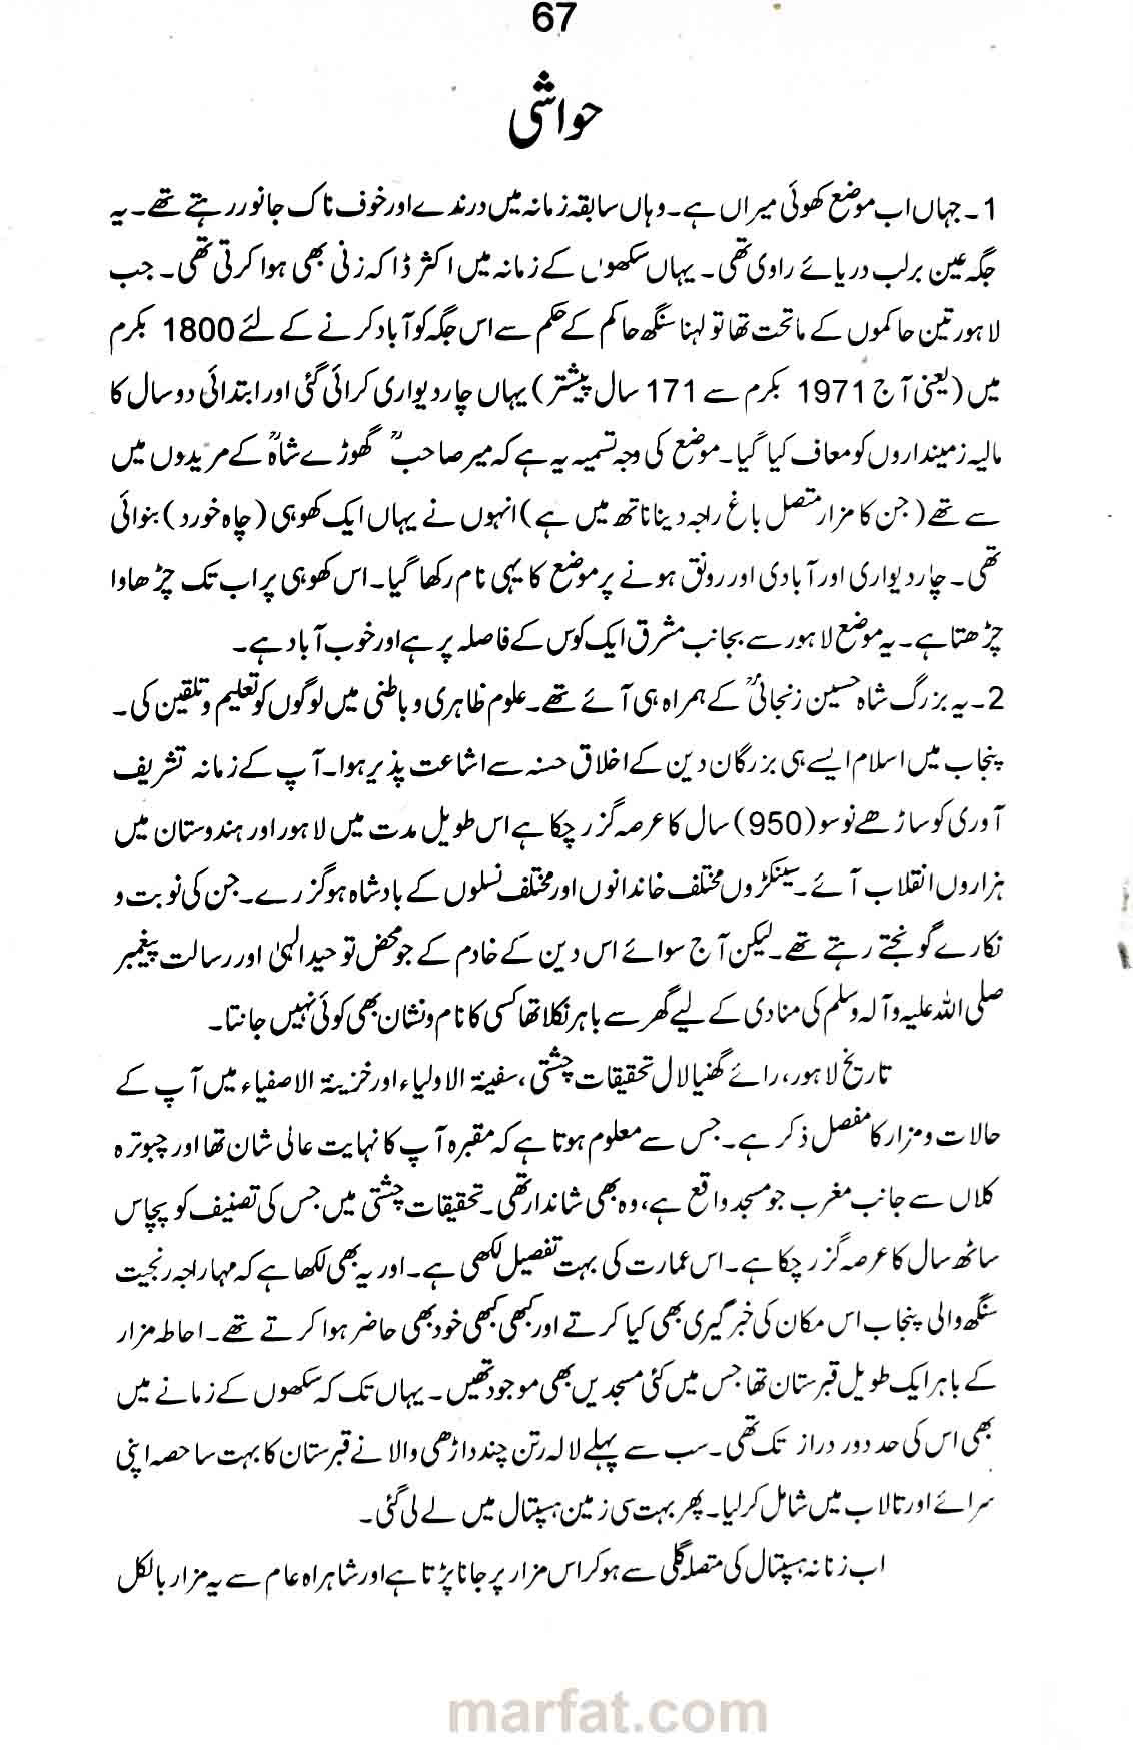 67
حواشی
1۔ جہاں اب موضع کھوئی میراں ہے۔ وہاں سابقہ زمانہ میں درندے اور خوف ناک جانور رہتے تھے۔ یہ
جگہ عین برلب دریائے راوی تھی۔ یہاں سکھوں کے زمانہ میں اکثر ڈاکہ زنی بھی ہوا کرتی تھی۔ جب
لاہور تین حاکموں کے ماتحت تھا تو لہنا سنگھ حاکم کے حکم سے اس جگہ کو آباد کرنے کے لئے 1800 بکرم
میں (یعنی آج 1971 بکرم سے 171 سال پیشتر) یہاں چار دیواری کرائی گئی اور ابتدائی دو سال کا
مالیہ زمینداروں کو معاف کیا گیا۔ موضع کی وجہ تسمیہ یہ ہے کہ میر صاحبؒ گھوڑے شاہؒ کے مریدوں میں
سے تھے (جن کا مزار متصل باغ راجہ دینا ناتھ میں ہے) انہوں نے یہاں ایک کھوہی (چاہ خورد) بنوائی
تھی۔ چار دیواری اور آبادی اور رونق ہونے پر موضع کا یہی نام رکھا گیا۔ اس کھوہی پر اب تک چڑھاوا
چڑھتا ہے۔ یہ موضع لاہور سے بجانب مشرق ایک کوس کے فاصلہ پر ہے اور خوب آباد ہے۔
2۔ یہ بزرگ شاہ حسین زنجانیؒ کے ہمراہ ہی آئے تھے۔ علوم ظاہری و باطنی میں لوگوں کو تعلیم و تلقین کی۔
پنجاب میں اسلام ایسے ہی بزرگان دین کے اخلاق حسنہ سے اشاعت پذیر ہوا۔ آپ کے زمانہ تشریف
آوری کو ساڑھے نو سو (950) سال کا عرصہ گزر چکا ہے اس طویل مدت میں لاہور اور ہندوستان میں
ہزاروں انقلاب آئے۔ سینکڑوں مختلف خاندانوں اور مختلف نسلوں کے بادشاہ ہو گزرے۔ جن کی نوبت و
نکارے گونجتے رہتے تھے۔ لیکن آج سوائے اس دین کے خادم کے جو محض توحید الٰہی اور رسالت پیغمبر
صلی اللہ علیہ وآلہ وسلم کی منادی کے لیے گھر سے باہر نکلا تھا کسی کا نام و نشان بھی کوئی نہیں جانتا۔
تاریخ لاہور، رائے گھنیا لال تحقیقات چشتی، سفینۃ الاولیاء اور خزینۃ الاصفیاء میں آپ کے
حالات و مزار کا مفصل ذکر ہے۔ جس سے معلوم ہوتا ہے کہ مقبرہ آپ کا نہایت عالی شان تھا اور چبوترہ
کلاں سے جانب مغرب جو مسجد واقع ہے، وہ بھی شاندار تھی۔ تحقیقات چشتی میں جس کی تصنیف کو پچاس
ساٹھ سال کا عرصہ گزر چکا ہے۔ اس عمارت کی بہت تفصیل لکھی ہے۔ اور یہ بھی لکھا ہے کہ مہاراجہ رنجیت
سنگھ والی پنجاب اس مکان کی خبر گیری بھی کیا کرتے اور کبھی کبھی خود بھی حاضر ہوا کرتے تھے۔ احاطہ مزار
کے باہر ایک طویل قبرستان تھا جس میں کئی مسجدیں بھی موجود تھیں۔ یہاں تک کہ سکھوں کے زمانے میں
بھی اس کی حد دور دراز تک تھی۔ سب سے پہلے لالہ رتن چند داڑھی والا نے قبرستان کا بہت سا حصہ اپنی
سرائے اور تالاب میں شامل کر لیا۔ پھر بہت سی زمین ہسپتال میں لے لی گئی۔
اب زنانہ ہسپتال کی متصلہ گلی سے ہو کر اس مزار پر جانا پڑتا ہے اور شاہراہ عام سے یہ مزار بالکل
marfat.com